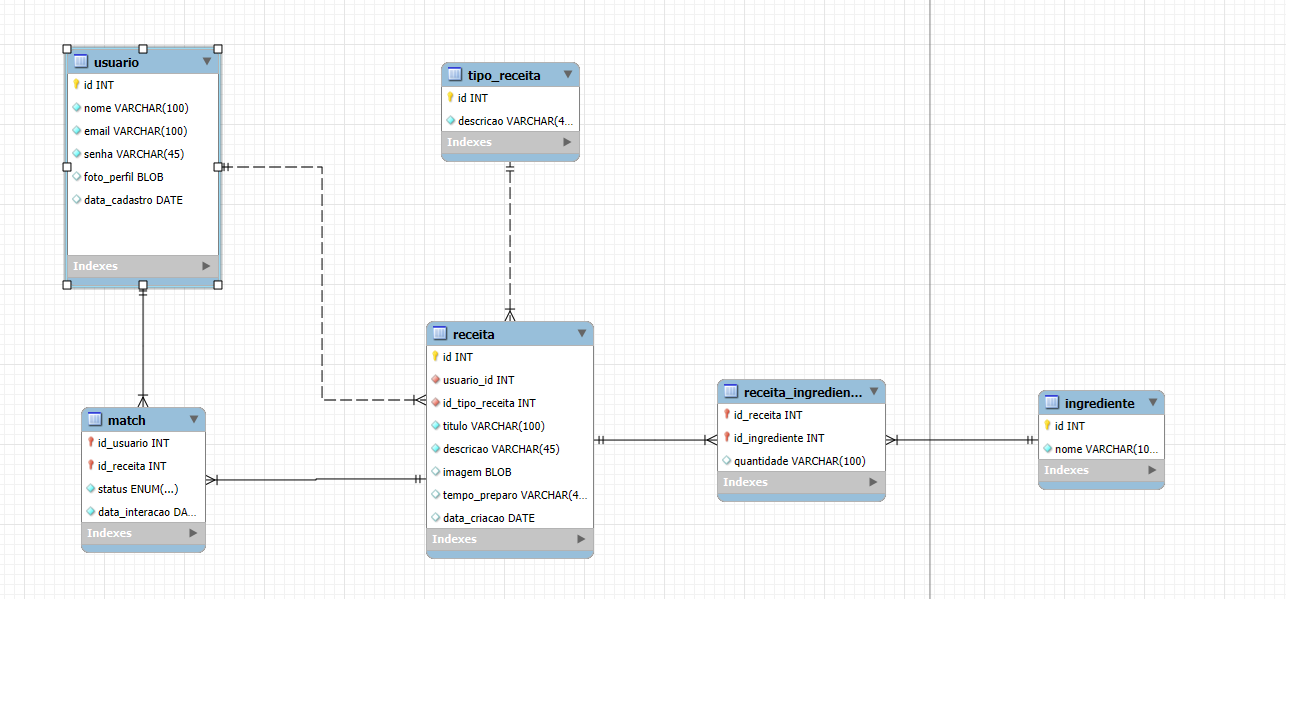 usuario
id INT
nome VARCHAR(100)
email VARCHAR(100)
senha VARCHAR(45)
foto_perfil BLOB
data_cadastro DATE
Indexes
tipo_receita
id INT
descricao VARCHAR(4...
Indexes
match
id_usuario INT
id_receita INT
status ENUM(...)
data_interacao DA...
Indexes
receita
id INT
usuario_id INT
id_tipo_receita INT
titulo VARCHAR(100)
descricao VARCHAR(45)
imagem BLOB
tempo_preparo VARCHAR(4...
data_criacao DATE
Indexes
receita_ingredien...
id_receita INT
id_ingrediente INT
quantidade VARCHAR(100)
Indexes
ingrediente
id INT
nome VARCHAR(10...
Indexes